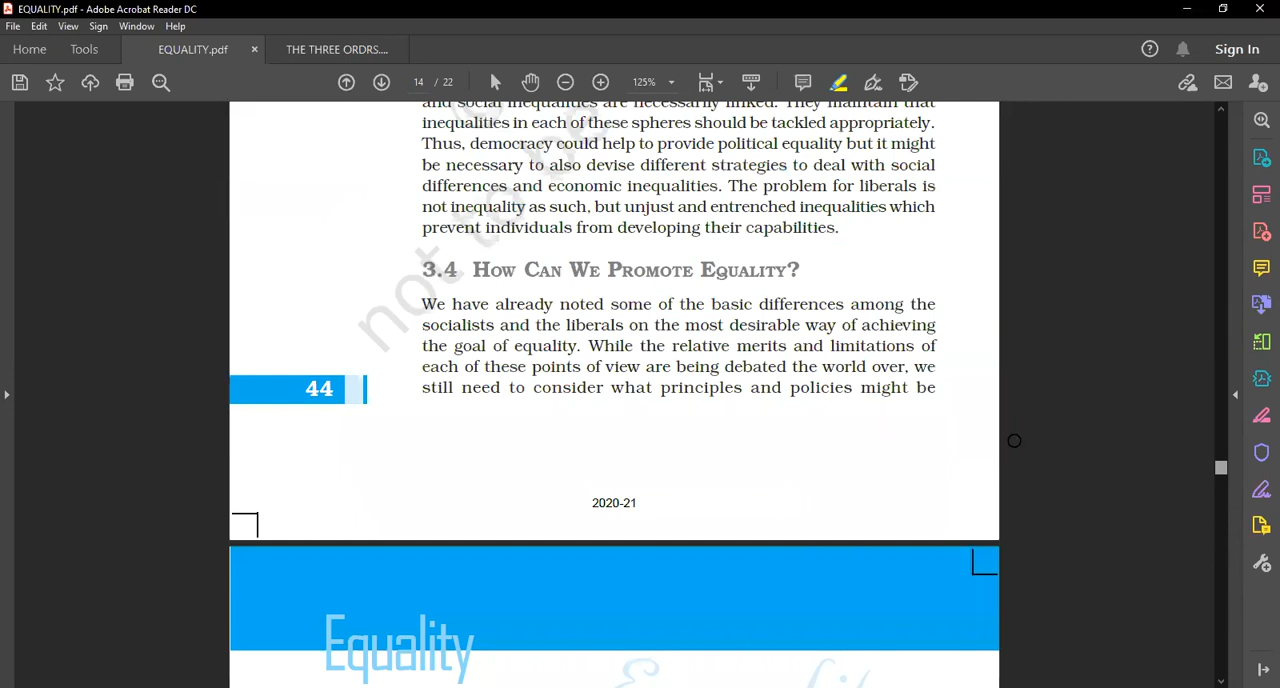 EQUALITY.pdf - Adobe Acrobat Reader DC
File Edit View Sign Window Help
Home Tools EQUALITY.pdf × THE THREE ORDRS.... Sign In
14 / 22 125%
and social inequalities are necessarily linked. They maintain that
inequalities in each of these spheres should be tackled appropriately.
Thus, democracy could help to provide political equality but it might
be necessary to also devise different strategies to deal with social
differences and economic inequalities. The problem for liberals is
not inequality as such, but unjust and entrenched inequalities which
prevent individuals from developing their capabilities.
not to be
3.4 How Can We Promote Equality?
We have already noted some of the basic differences among the
socialists and the liberals on the most desirable way of achieving
the goal of equality. While the relative merits and limitations of
each of these points of view are being debated the world over, we
still need to consider what principles and policies might be
44
2020-21
Equality